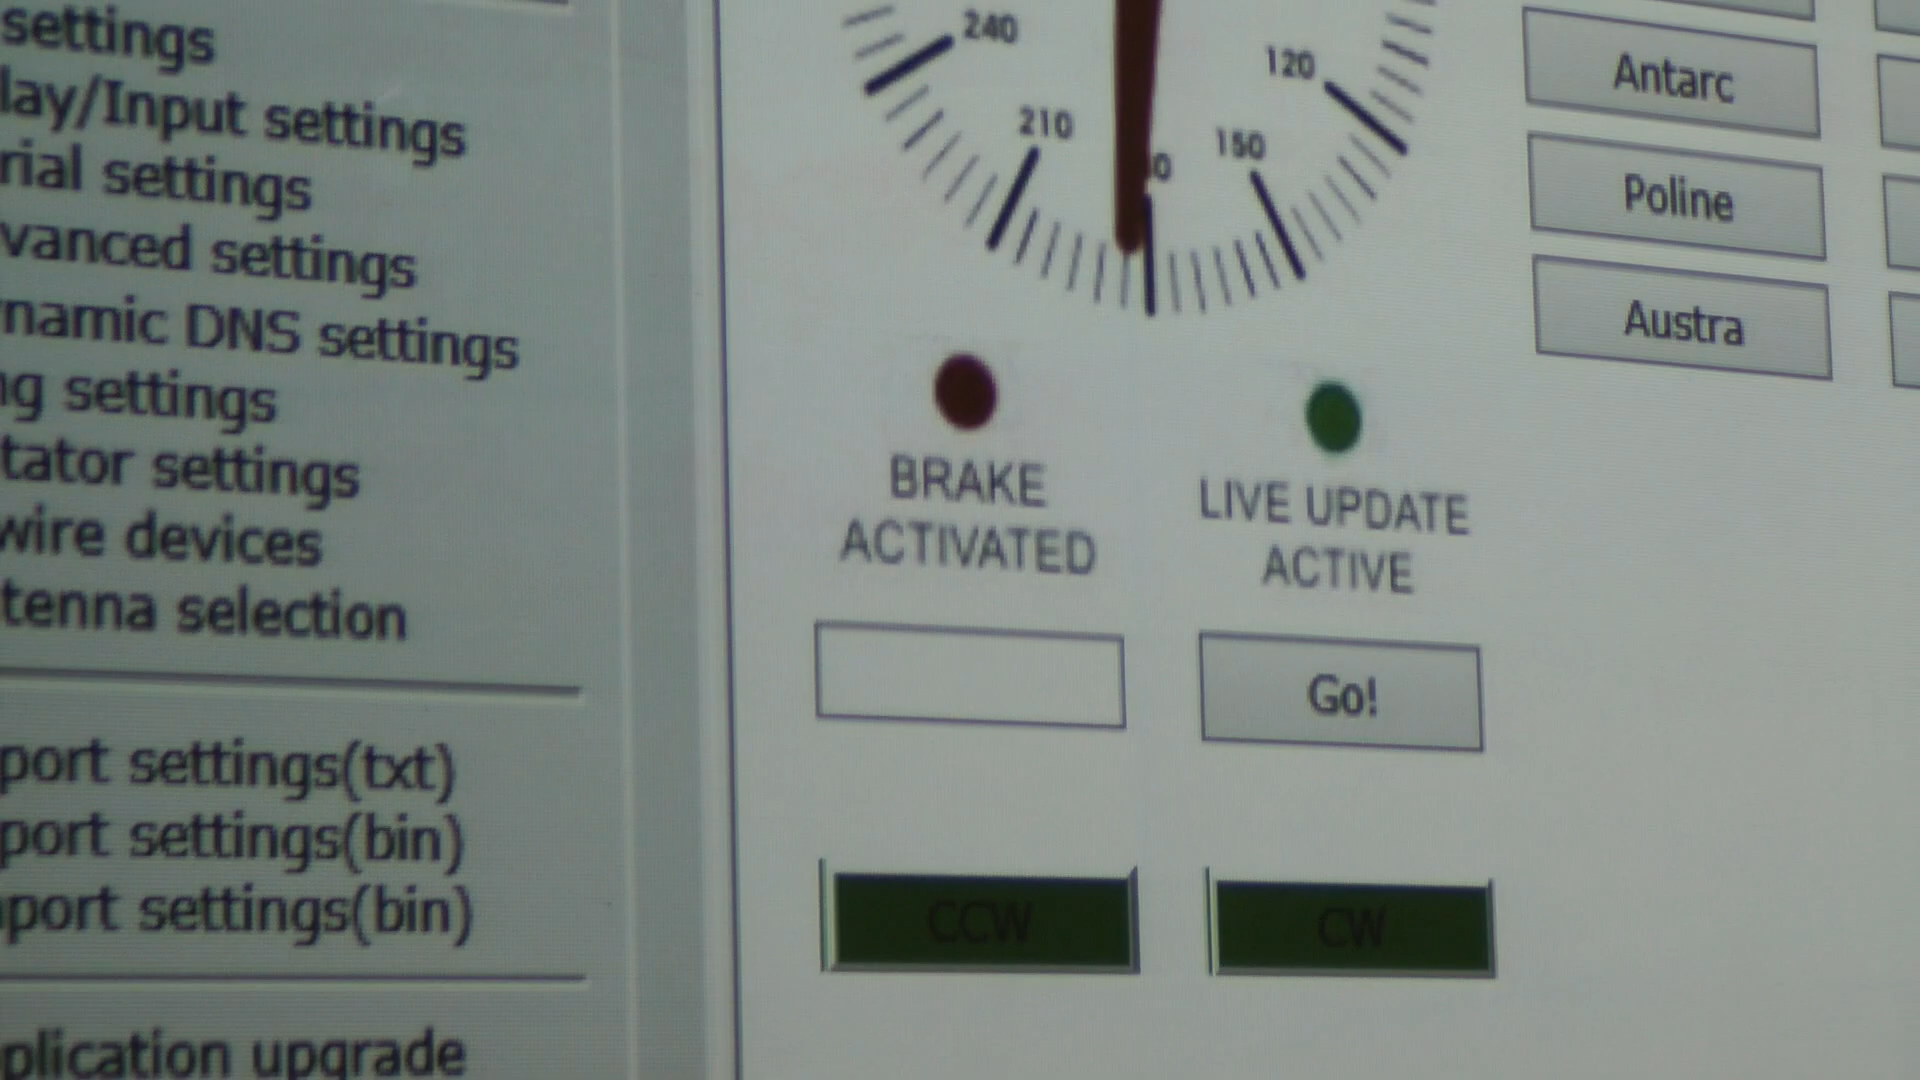 settings
lay/Input settings
rial settings
vanced settings
namic DNS settings
ng settings
tator settings
wire devices
tenna selection
port settings(txt)
port settings(bin)
port settings(bin)
plication upgrade
240
210
0
150
120
BRAKE
ACTIVATED
LIVE UPDATE
ACTIVE
Go!
CCW
CW
Antarc
Poline
Austra